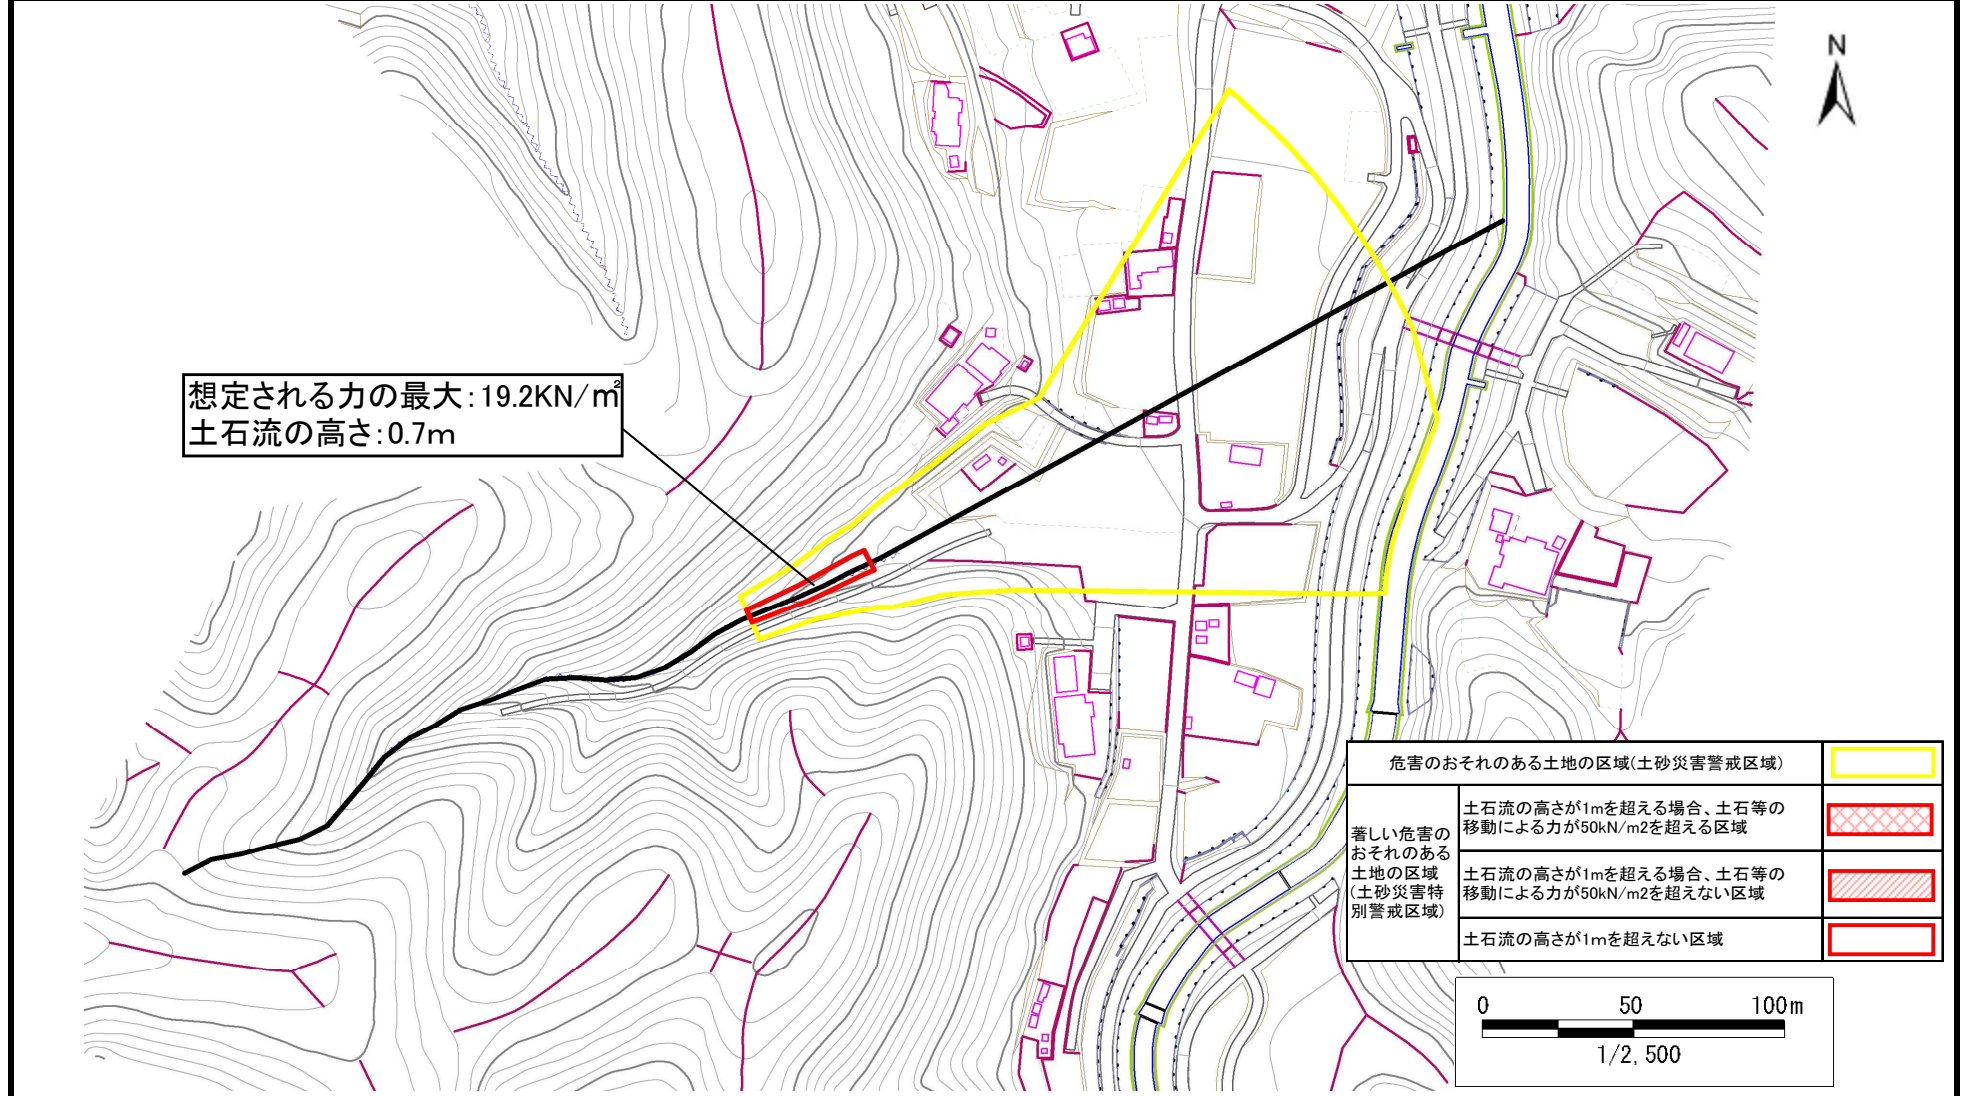 N
想定される力の最大:19.2KN/㎡
土石流の高さ:0.7m
危害のおそれのある土地の区域(土砂災害警戒区域)
著しい危害の
おそれのある
土地の区域
(土砂災害特
別警戒区域)
土石流の高さが1mを超える場合、土石等の
移動による力が50kN/m2を超える区域
土石流の高さが1mを超える場合、土石等の
移動による力が50kN/m2を超えない区域
土石流の高さが1mを超えない区域
0 50 100m
1/2,500